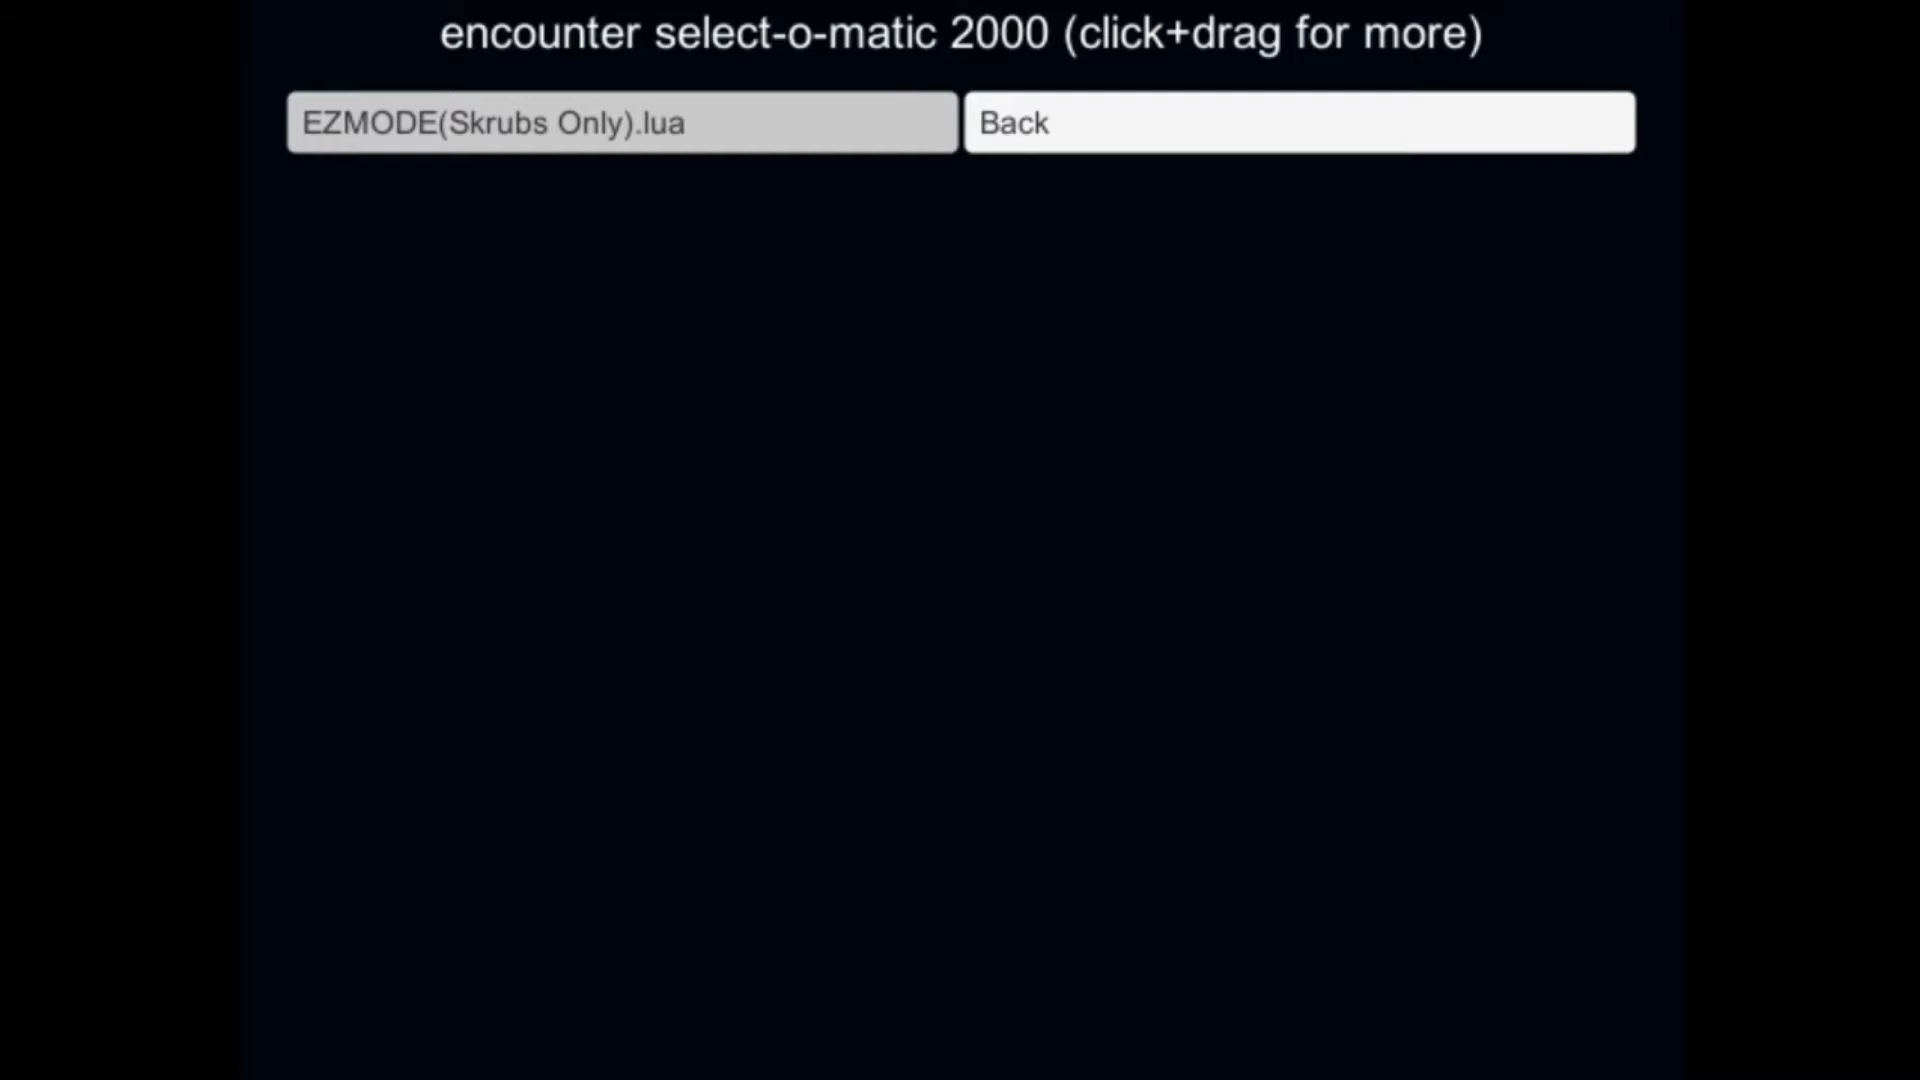 encounter select-o-matic 2000 (click+drag for more)
EZMODE(Skrubs Only).lua
Back